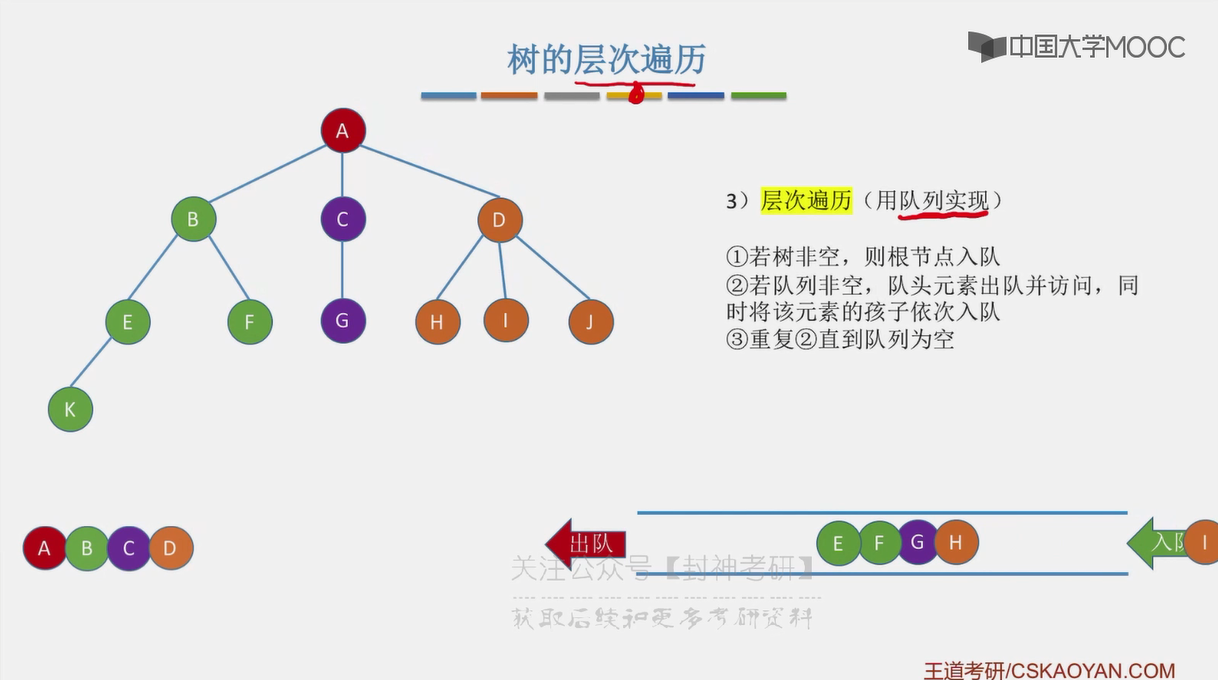 中国大学MOOC
树的层次遍历
A
B
C
D
E
F
G
H
I
J
K
3）层次遍历（用队列实现）
①若树非空，则根节点入队
②若队列非空，队头元素出队并访问，同
时将该元素的孩子依次入队
③重复②直到队列为空
A B C D
出队
E F G H
入队
I
关注公众号【封神考研】
获取后续和更多考研资料
王道考研/CSKAOYAN.COM